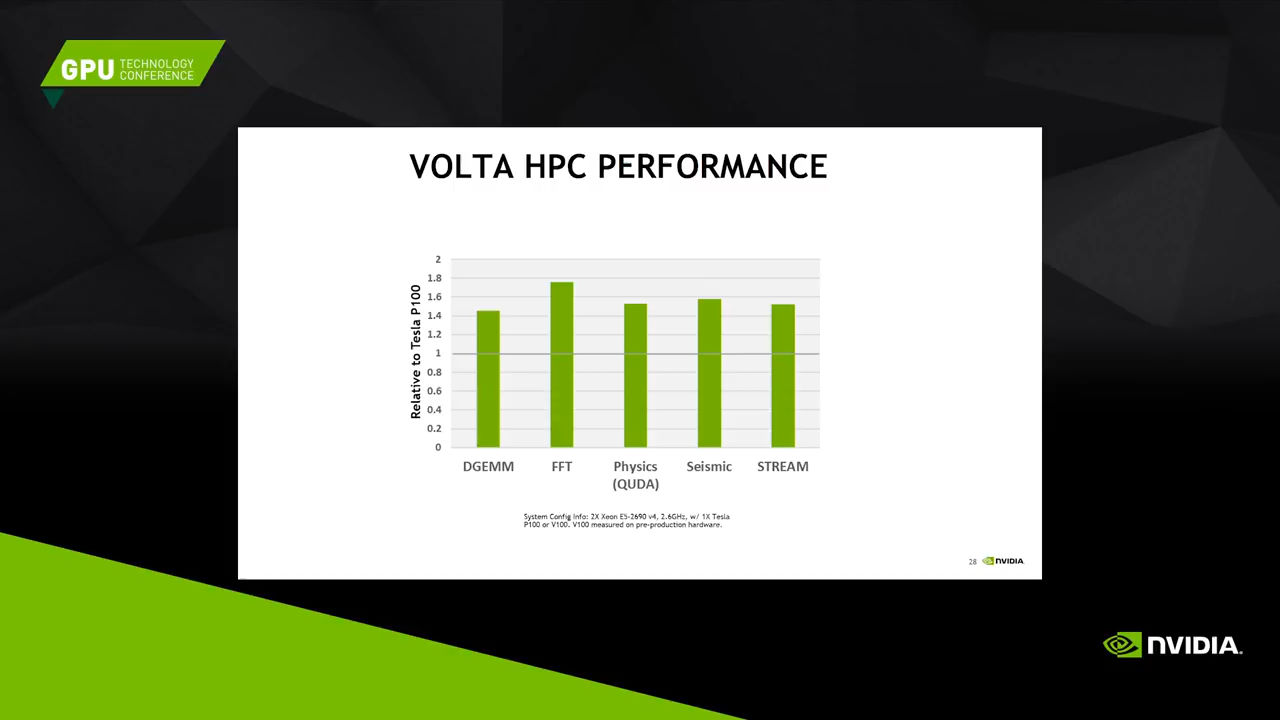 GPU TECHNOLOGY
CONFERENCE
VOLTA HPC PERFORMANCE
Relative to Tesla P100
2
1.8
1.6
1.4
1.2
1
0.8
0.6
0.4
0.2
0
DGEMM FFT Physics Seismic STREAM
(QUDA)
System Config Info: 2X Xeon E5-2690 v4, 2.6GHz, w/ 1X Tesla
P100 or V100. V100 measured on pre-production hardware.
28 NVIDIA.
NVIDIA.